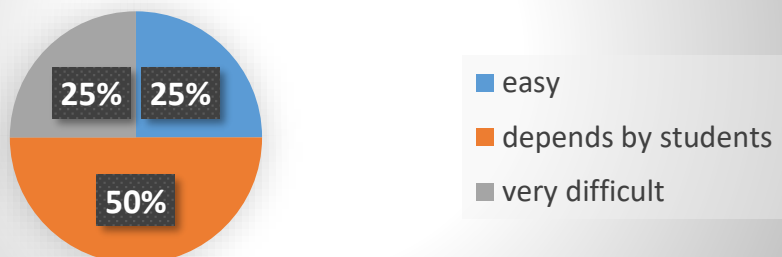 25% 25%
50%
easy
depends by students
very difficult